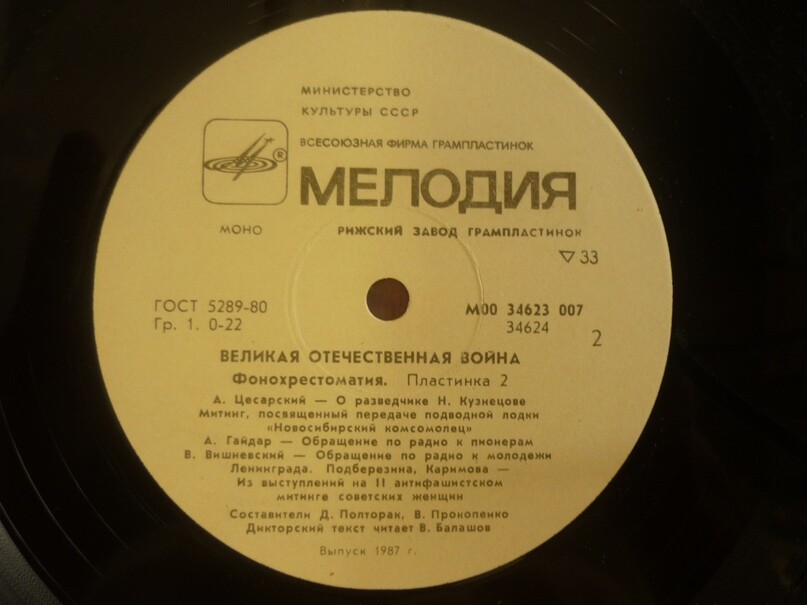 МИНИСТЕРСТВО
КУЛЬТУРЫ СССР
ВСЕСОЮЗНАЯ ФИРМА ГРАМПЛАСТИНОК
®
МЕЛОДИЯ
МОНО
РИЖСКИЙ ЗАВОД ГРАМПЛАСТИНОК
▽ 33
ГОСТ 5289-80
Гр. 1. 0-22
М00 34623 007
34624
2
ВЕЛИКАЯ ОТЕЧЕСТВЕННАЯ ВОЙНА
Фонохрестоматия. Пластинка 2
А. Цесарский — О разведчике Н. Кузнецове
Митинг, посвященный передаче подводной лодки
«Новосибирский комсомолец»
А. Гайдар — Обращение по радио к пионерам
В. Вишневский — Обращение по радио к молодежи
Ленинграда. Подберезина, Каримова —
Из выступлений на II антифашистском
митинге советских женщин
Составители Д. Полторак, В. Прокопенко
Дикторский текст читает В. Балашов
Выпуск 1987 г.